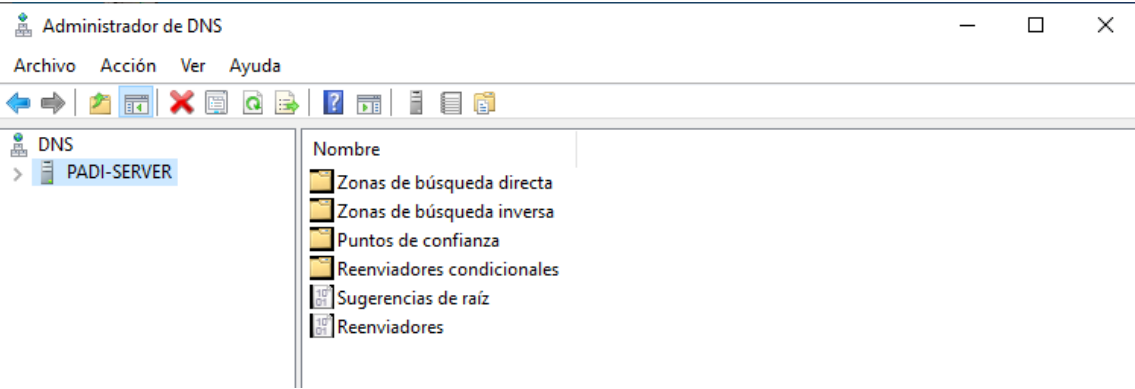 Administrador de DNS
Archivo Acción Ver Ayuda
DNS
PADI-SERVER
Nombre
Zonas de búsqueda directa
Zonas de búsqueda inversa
Puntos de confianza
Reenviadores condicionales
Sugerencias de raíz
Reenviadores